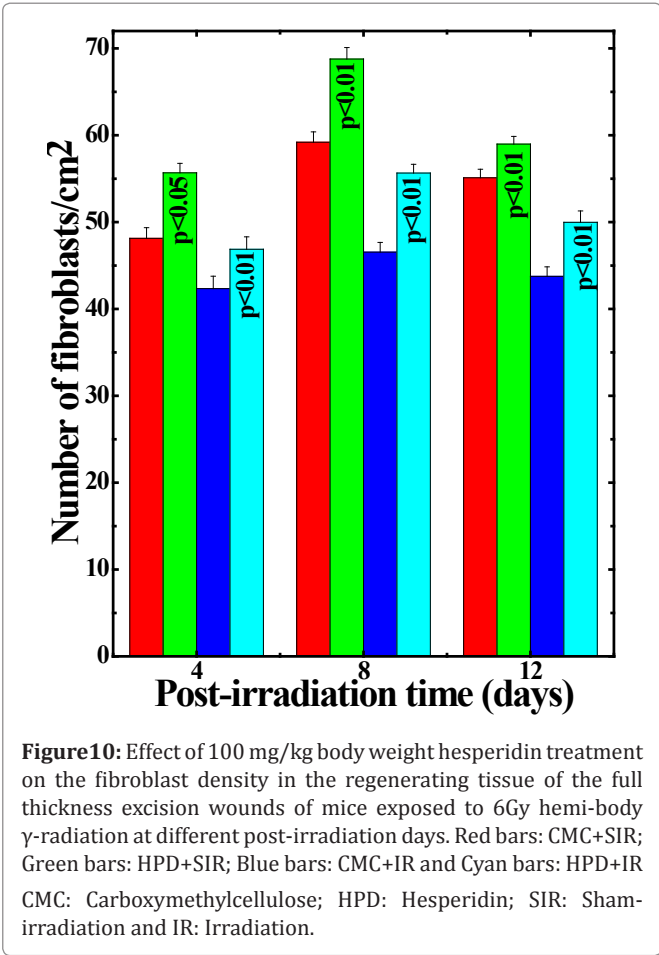 70
60
50
40
30
20
10
0
Number of fibroblasts/cm2
p<0.05
p<0.01
p<0.01
p<0.01
p<0.01
p<0.01
4
8
12
Post-irradiation time (days)
Figure10: Effect of 100 mg/kg body weight hesperidin treatment
on the fibroblast density in the regenerating tissue of the full
thickness excision wounds of mice exposed to 6Gy hemi-body
γ-radiation at different post-irradiation days. Red bars: CMC+SIR;
Green bars: HPD+SIR; Blue bars: CMC+IR and Cyan bars: HPD+IR
CMC: Carboxymethylcellulose; HPD: Hesperidin; SIR: Sham-
irradiation and IR: Irradiation.